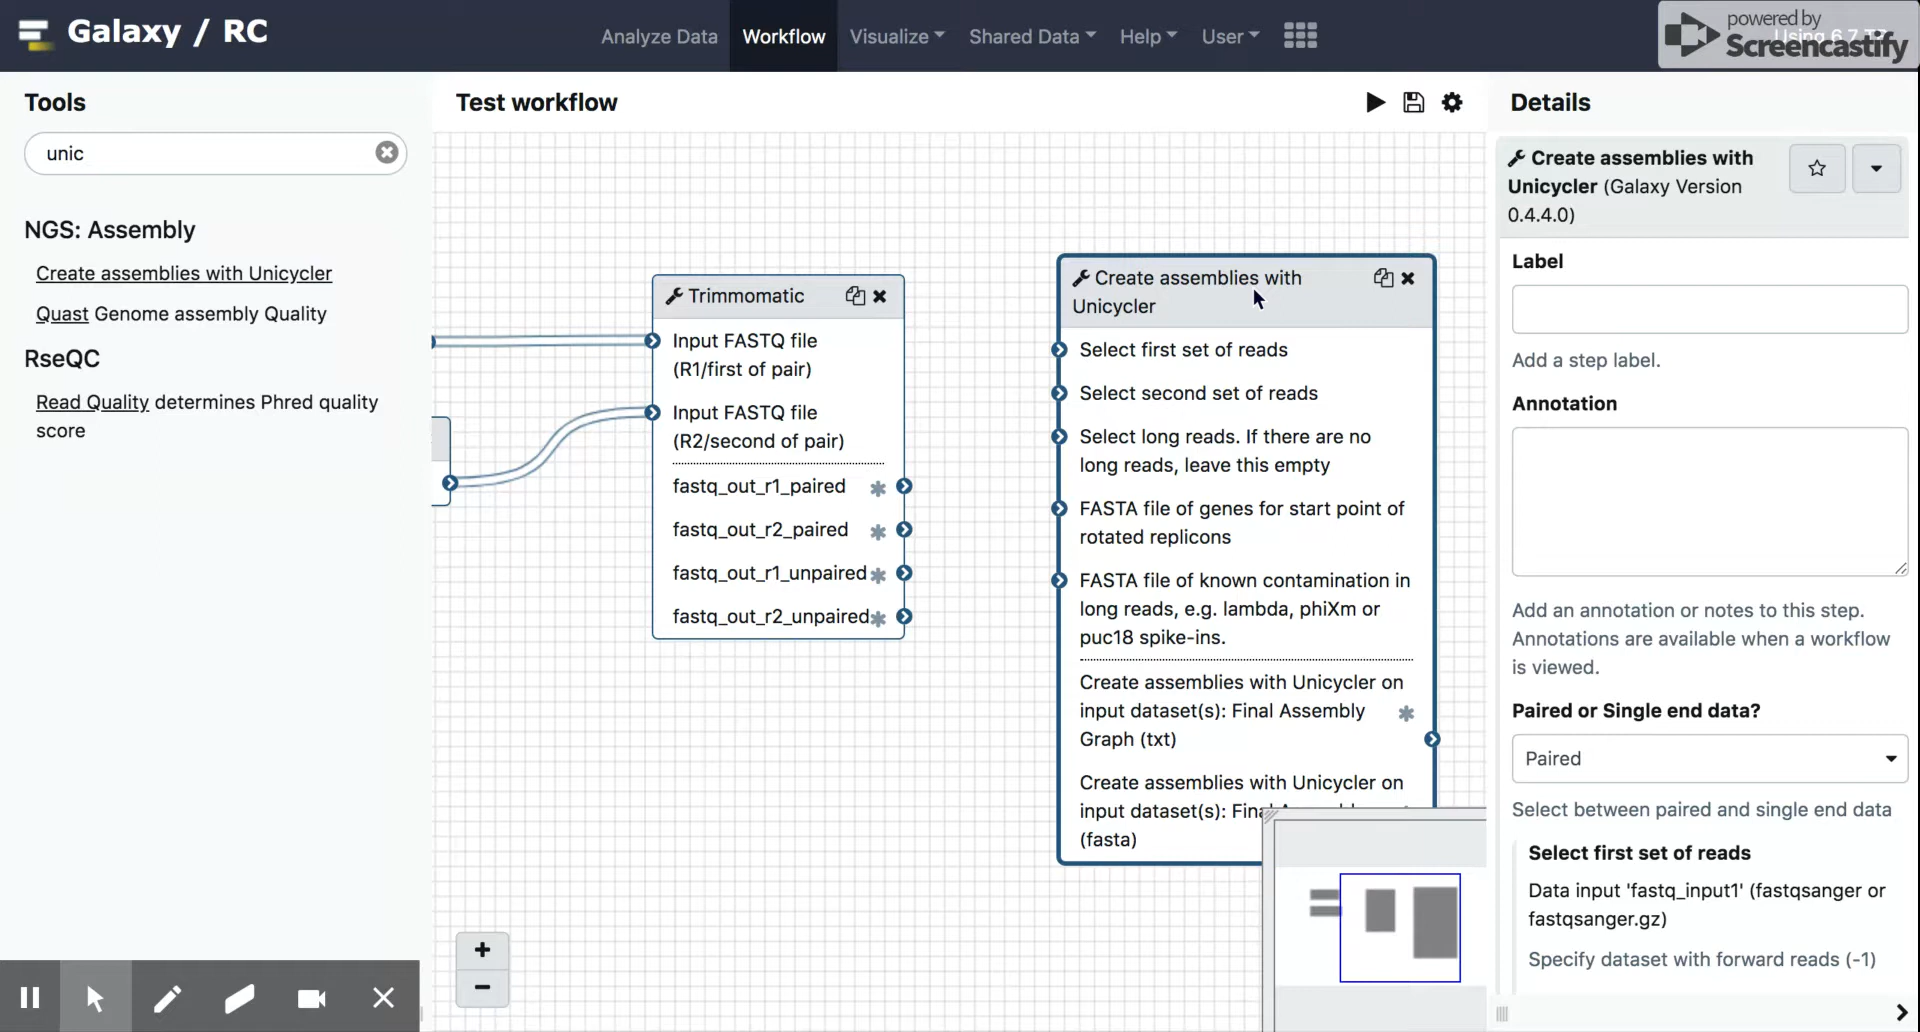 Galaxy / RC
Analyze Data
Workflow
Visualize
Shared Data
Help
User
powered by
Screencastify
Tools
unic
NGS: Assembly
Create assemblies with Unicycler
Quast Genome assembly Quality
RseQC
Read Quality determines Phred quality
score
Test workflow
Trimmomatic
Input FASTQ file
(R1/first of pair)
Input FASTQ file
(R2/second of pair)
fastq_out_r1_paired
fastq_out_r2_paired
fastq_out_r1_unpaired
fastq_out_r2_unpaired
Create assemblies with
Unicycler
Select first set of reads
Select second set of reads
Select long reads. If there are no
long reads, leave this empty
FASTA file of genes for start point of
rotated replicons
FASTA file of known contamination in
long reads, e.g. lambda, phiXm or
puc18 spike-ins.
Create assemblies with Unicycler on
input dataset(s): Final Assembly
Graph (txt)
Create assemblies with Unicycler on
input dataset(s):
(fasta)
Details
Create assemblies with
Unicycler (Galaxy Version
0.4.4.0)
Label
Add a step label.
Annotation
Add an annotation or notes to this step.
Annotations are available when a workflow
is viewed.
Paired or Single end data?
Paired
Select between paired and single end data
Select first set of reads
Data input 'fastq_input1' (fastqsanger or
fastqsanger.gz)
Specify dataset with forward reads (-1)